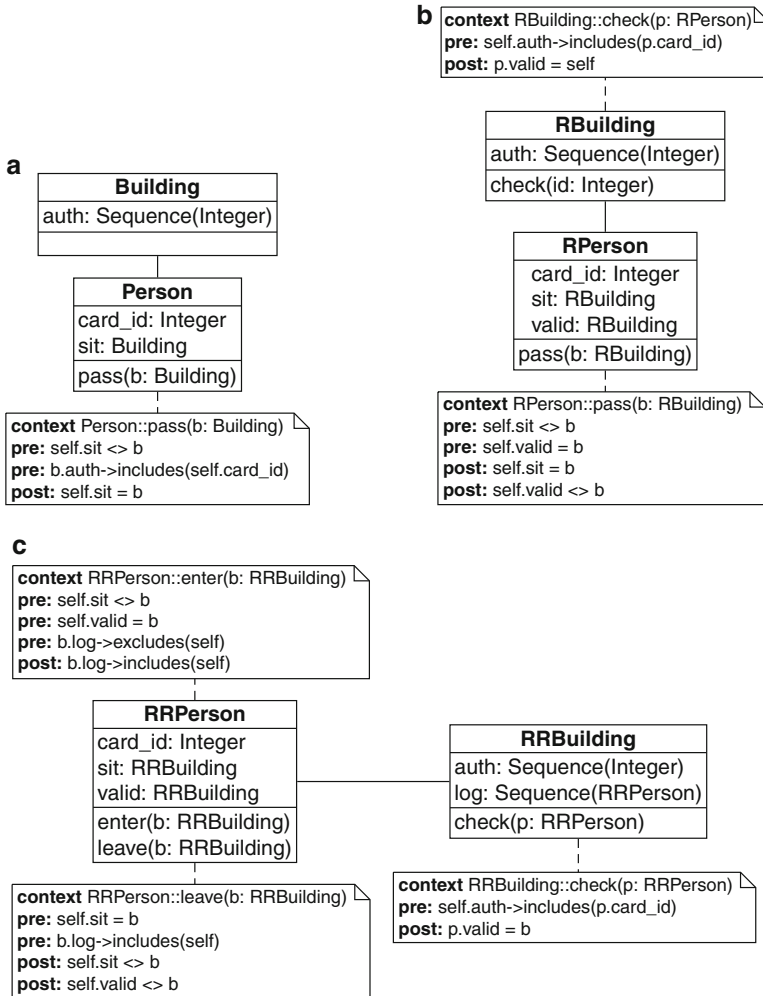 a
Building
auth: Sequence(Integer)
Person
card_id: Integer
sit: Building
pass(b: Building)
context Person::pass(b: Building)
pre: self.sit <> b
pre: b.auth->includes(self.card_id)
post: self.sit = b
b
context RBuilding::check(p: RPerson)
pre: self.auth->includes(p.card_id)
post: p.valid = self
RBuilding
auth: Sequence(Integer)
check(id: Integer)
RPerson
card_id: Integer
sit: RBuilding
valid: RBuilding
pass(b: RBuilding)
context RPerson::pass(b: RBuilding)
pre: self.sit <> b
pre: self.valid = b
post: self.sit = b
post: self.valid <> b
c
context RRPerson::enter(b: RRBuilding)
pre: self.sit <> b
pre: self.valid = b
pre: b.log->excludes(self)
post: b.log->includes(self)
RRPerson
card_id: Integer
sit: RRBuilding
valid: RRBuilding
enter(b: RRBuilding)
leave(b: RRBuilding)
context RRPerson::leave(b: RRBuilding)
pre: self.sit = b
pre: b.log->includes(self)
post: self.sit <> b
post: self.valid <> b
RRBuilding
auth: Sequence(Integer)
log: Sequence(RRPerson)
check(p: RRPerson)
context RRBuilding::check(p: RRPerson)
pre: self.auth->includes(p.card_id)
post: p.valid = b